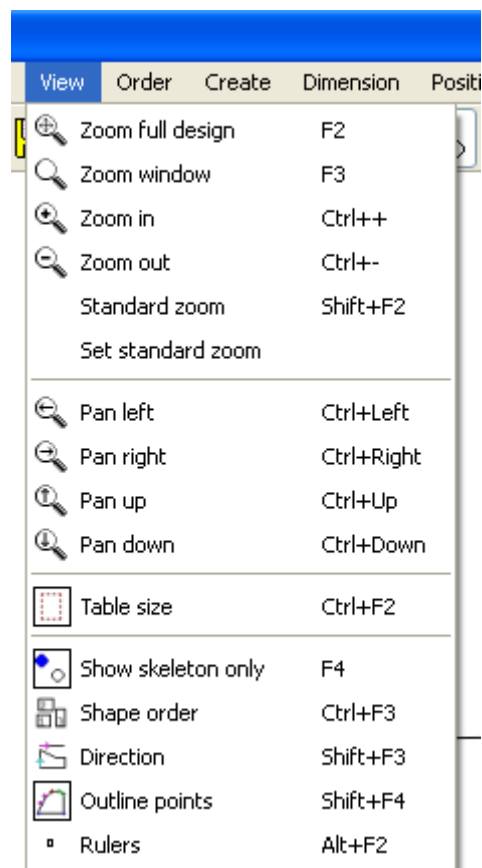 View Order Create Dimension Positi
Zoom full design F2
Zoom window F3
Zoom in Ctrl++
Zoom out Ctrl+-
Standard zoom Shift+F2
Set standard zoom
Pan left Ctrl+Left
Pan right Ctrl+Right
Pan up Ctrl+Up
Pan down Ctrl+Down
Table size Ctrl+F2
Show skeleton only F4
Shape order Ctrl+F3
Direction Shift+F3
Outline points Shift+F4
Rulers Alt+F2